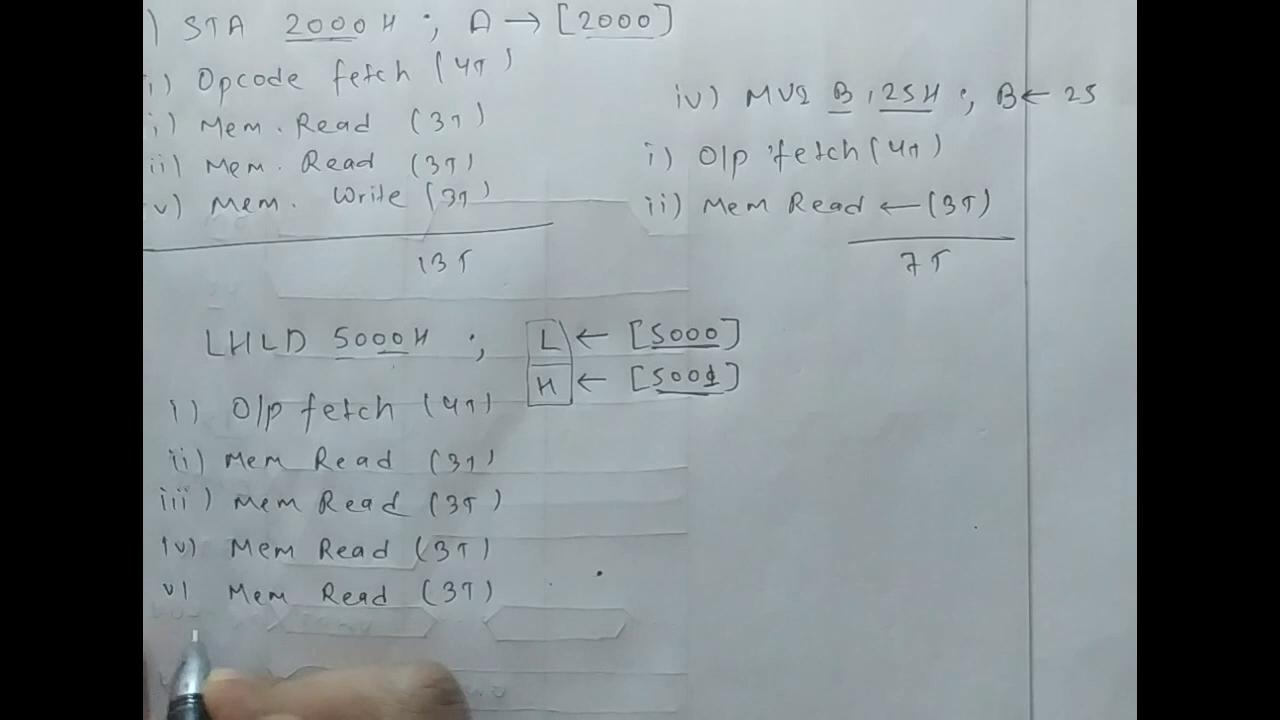 ) STA 2000H ; A → [2000]
i) Opcode fetch (4T)
i) Mem. Read (3T)
ii) Mem. Read (3T)
v) Mem. Write (3T)
13T
iv) MVI B, 25H ; B ← 25
i) O/p fetch (4T)
ii) Mem Read ← (3T)
7T
LHLD 5000H ; L ← [5000]
H ← [5001]
i) O/p fetch (4T)
ii) Mem Read (3T)
iii) Mem Read (3T)
iv) Mem Read (3T)
v) Mem Read (3T)